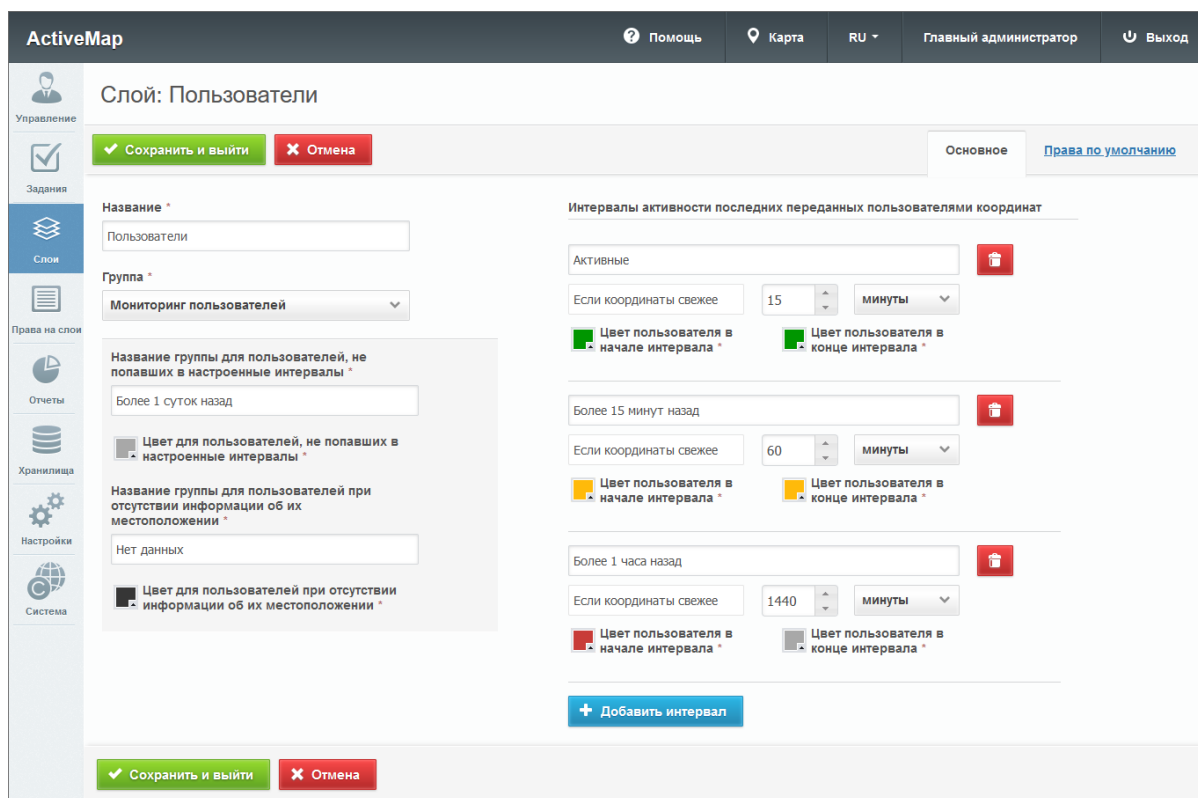 ActiveMap
Помощь
Карта
RU
Главный администратор
Выход
Управление
Задания
Слои
Права на слои
Отчеты
Хранилища
Настройки
Система
Слой: Пользователи
Сохранить и выйти
Отмена
Основное
Права по умолчанию
Название *
Пользователи
Группа *
Мониторинг пользователей
Название группы для пользователей, не
попавших в настроенные интервалы *
Более 1 суток назад
Цвет для пользователей, не попавших в
настроенные интервалы *
Название группы для пользователей при
отсутствии информации об их
местоположении *
Нет данных
Цвет для пользователей при отсутствии
информации об их местоположении *
Интервалы активности последних переданных пользователями координат
Активные
Если координаты свежее
15
минуты
Цвет пользователя в
начале интервала *
Цвет пользователя в
конце интервала *
Более 15 минут назад
Если координаты свежее
60
минуты
Цвет пользователя в
начале интервала *
Цвет пользователя в
конце интервала *
Более 1 часа назад
Если координаты свежее
1440
минуты
Цвет пользователя в
начале интервала *
Цвет пользователя в
конце интервала *
Добавить интервал
Сохранить и выйти
Отмена